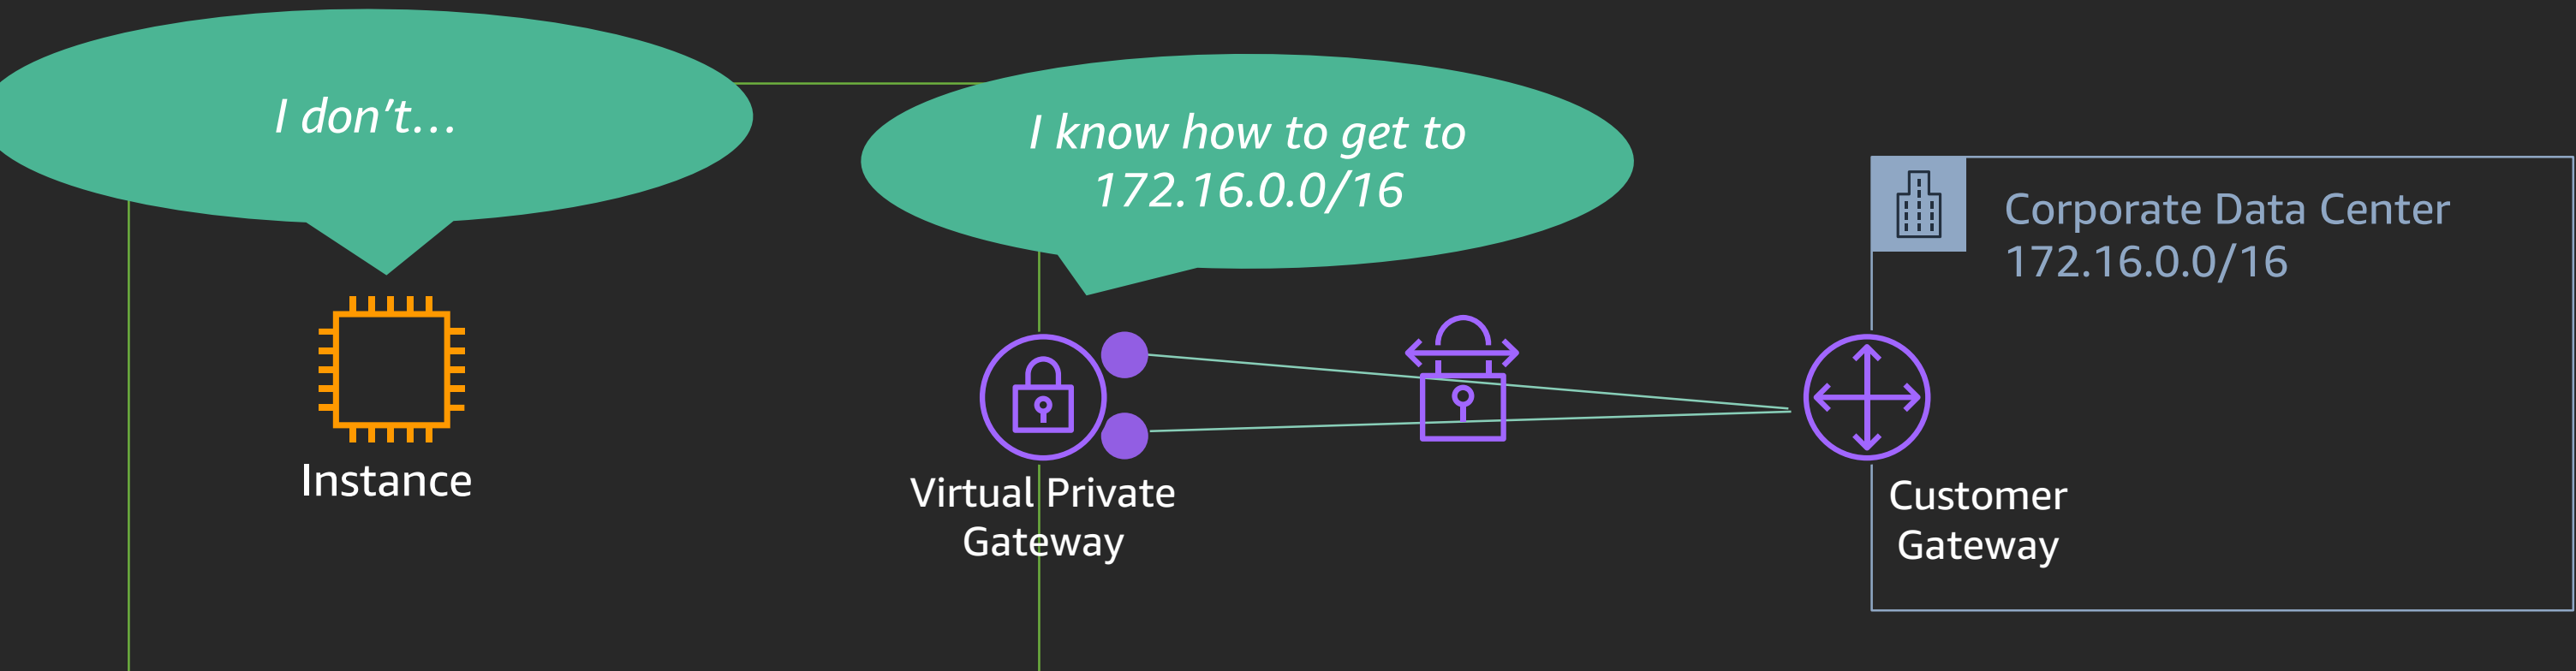 I don’t…
I know how to get to
172.16.0.0/16
Corporate Data Center
172.16.0.0/16
Instance
Virtual Private
Gateway
Customer
Gateway